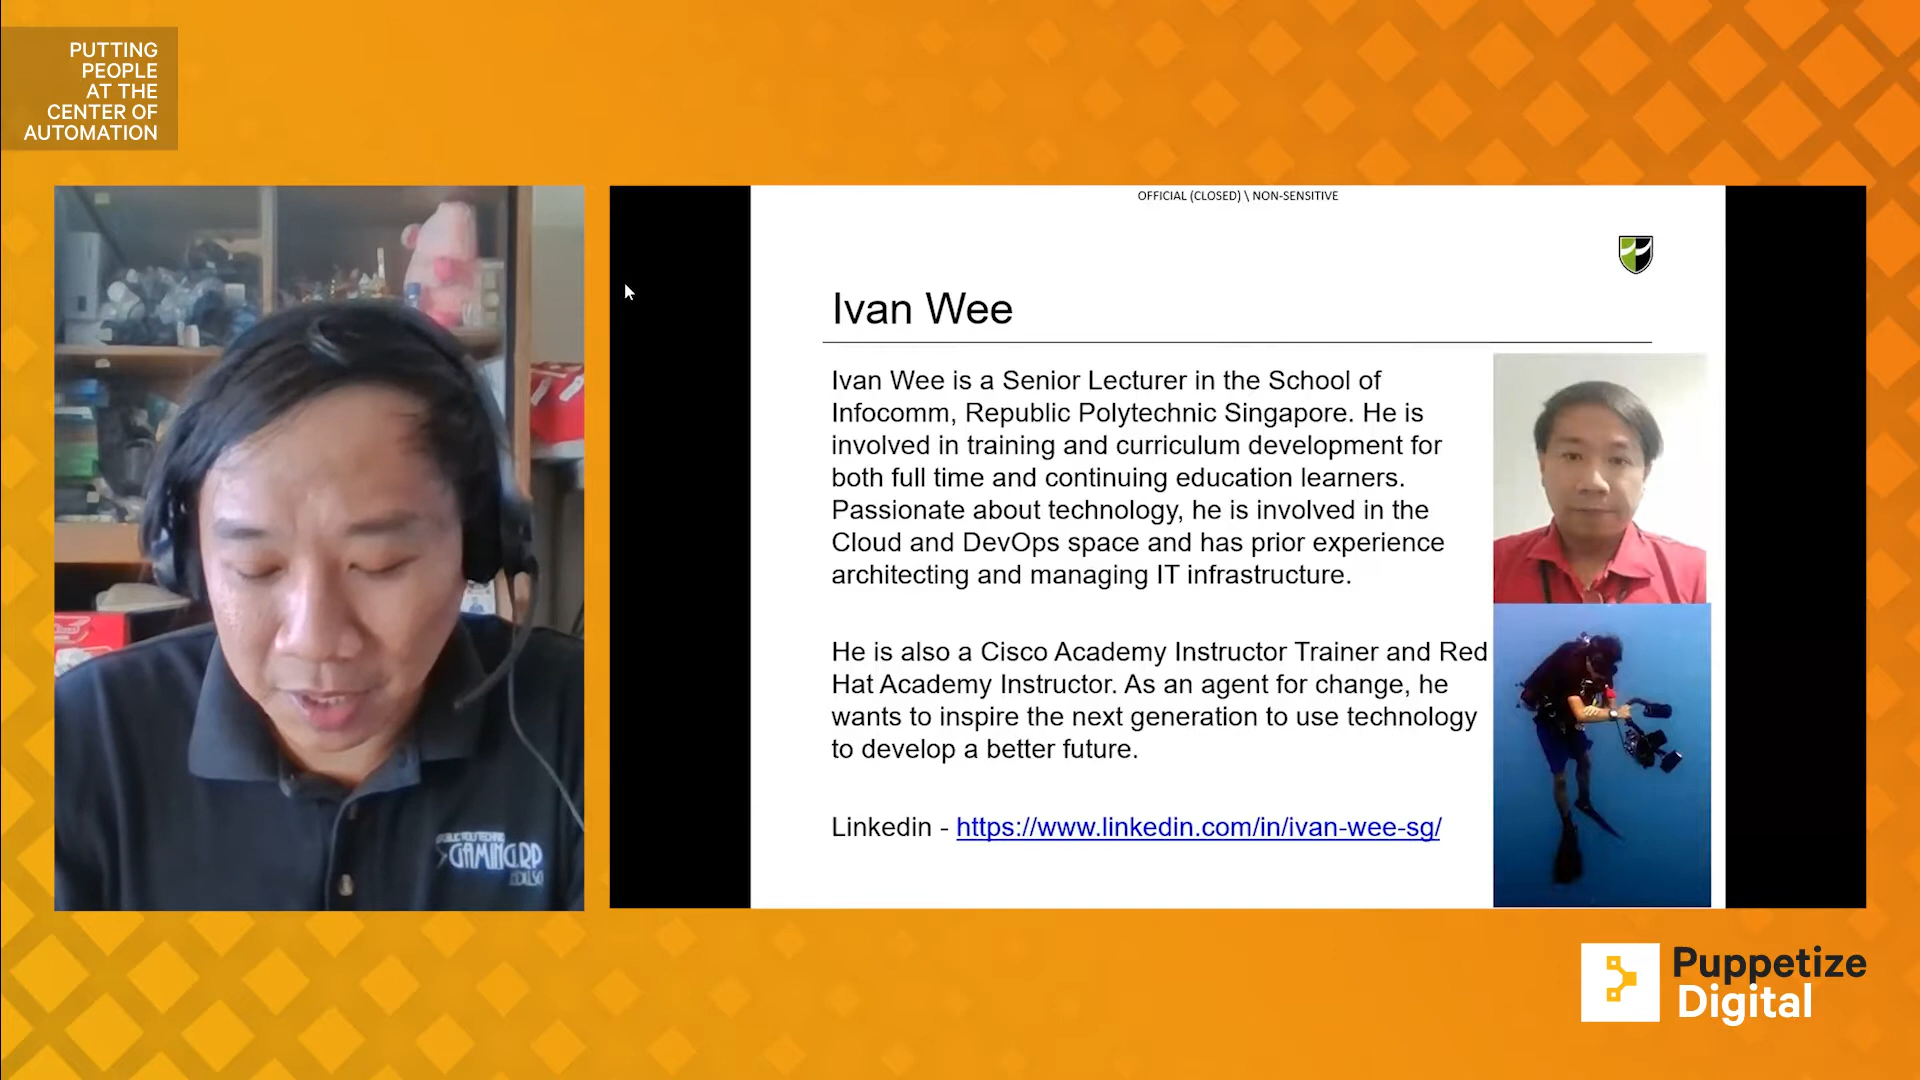 PUTTING
PEOPLE
AT THE
CENTER OF
AUTOMATION
OFFICIAL (CLOSED) \ NON-SENSITIVE
Ivan Wee
Ivan Wee is a Senior Lecturer in the School of
Infocomm, Republic Polytechnic Singapore. He is
involved in training and curriculum development for
both full time and continuing education learners.
Passionate about technology, he is involved in the
Cloud and DevOps space and has prior experience
architecting and managing IT infrastructure.
He is also a Cisco Academy Instructor Trainer and Red
Hat Academy Instructor. As an agent for change, he
wants to inspire the next generation to use technology
to develop a better future.
Linkedin - https://www.linkedin.com/in/ivan-wee-sg/
GAMING.RP
Puppetize
Digital